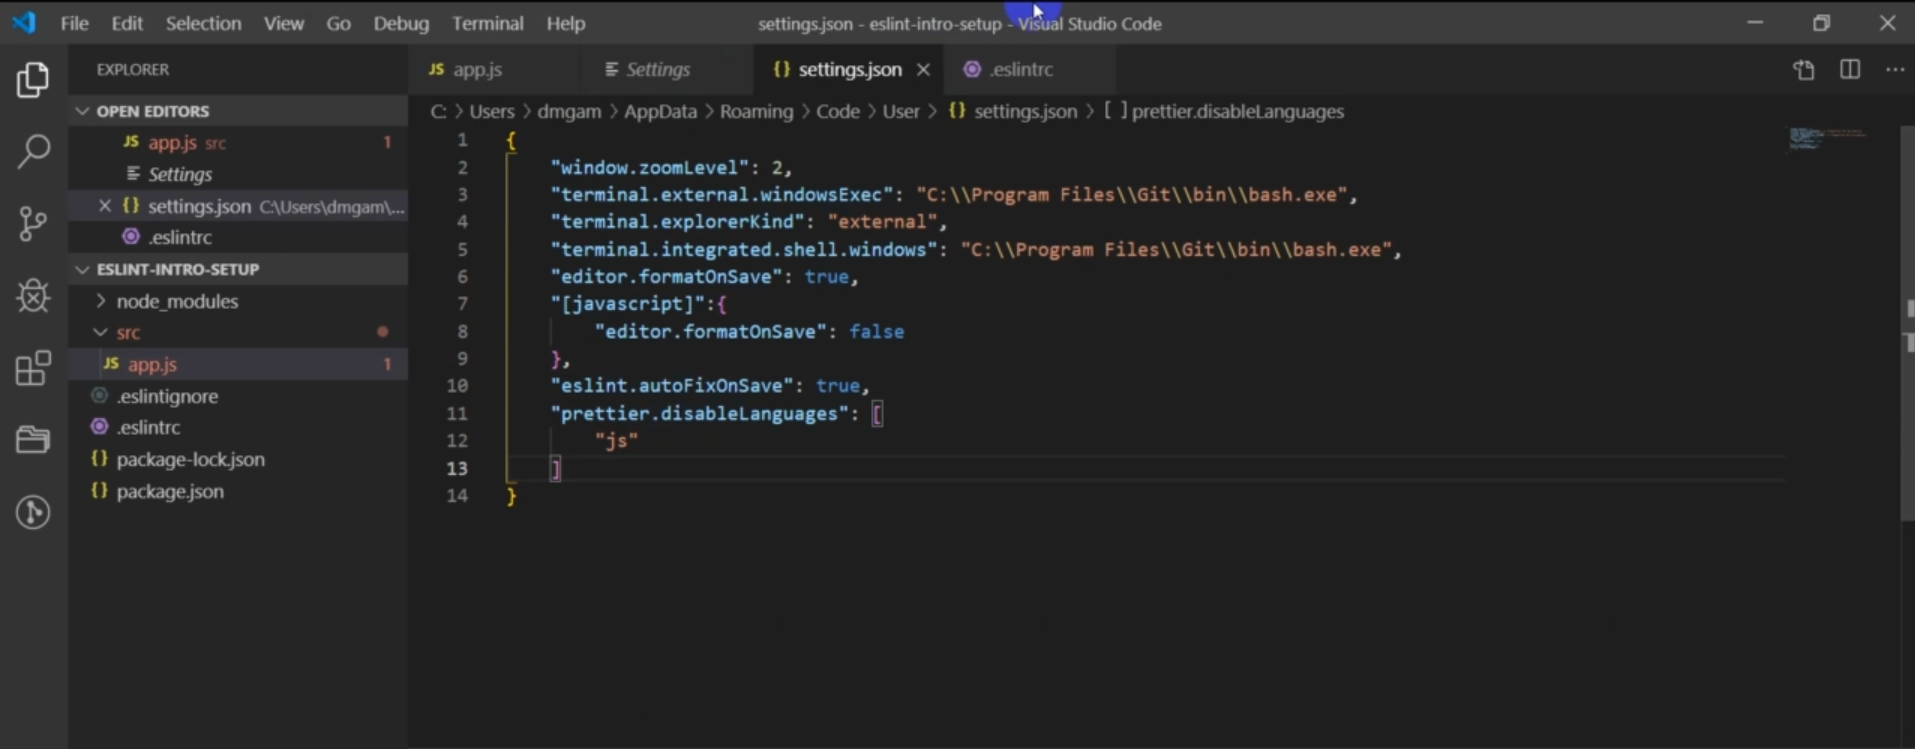 File Edit Selection View Go Debug Terminal Help
settings.json - eslint-intro-setup - Visual Studio Code
EXPLORER
OPEN EDITORS
JS app.js src 1
Settings
{} settings.json C:\Users\dmgam\...
.eslintrc
ESLINT-INTRO-SETUP
node_modules
src
JS app.js 1
.eslintignore
.eslintrc
{} package-lock.json
{} package.json
JS app.js Settings {} settings.json .eslintrc
C: > Users > dmgam > AppData > Roaming > Code > User > {} settings.json > [ ] prettier.disableLanguages
1 {
2 "window.zoomLevel": 2,
3 "terminal.external.windowsExec": "C:\\Program Files\\Git\\bin\\bash.exe",
4 "terminal.explorerKind": "external",
5 "terminal.integrated.shell.windows": "C:\\Program Files\\Git\\bin\\bash.exe",
6 "editor.formatOnSave": true,
7 "[javascript]":{
8 "editor.formatOnSave": false
9 },
10 "eslint.autoFixOnSave": true,
11 "prettier.disableLanguages": [
12 "js"
13 ]
14 }